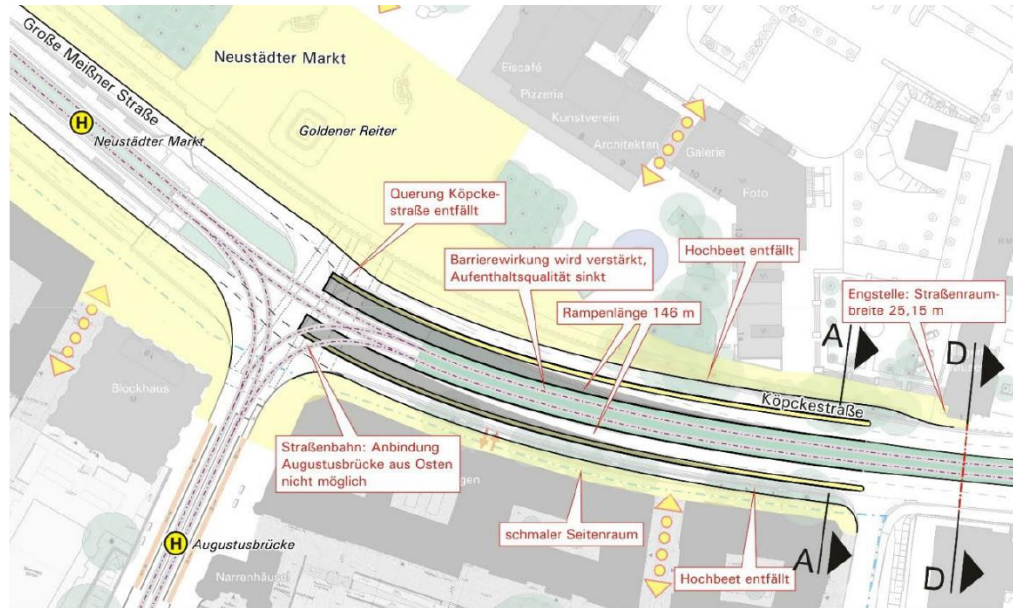 Große Meißner Straße
Neustädter Markt
H
Neustädter Markt
Goldener Reiter
Eiscafé
Pizzeria
Kunstverein
Architekten
Galerie
Foto
Querung Köpcke-
straße entfällt
Barrierewirkung wird verstärkt,
Aufenthaltsqualität sinkt
Hochbeet entfällt
Rampenlänge 146 m
Engstelle: Straßenraum-
breite 25,15 m
A
D
Köpckestraße
Blockhaus
Straßenbahn: Anbindung
Augustusbrücke aus Osten
nicht möglich
schmaler Seitenraum
H
Augustusbrücke
Narrenhäusel
Hochbeet entfällt
A
D